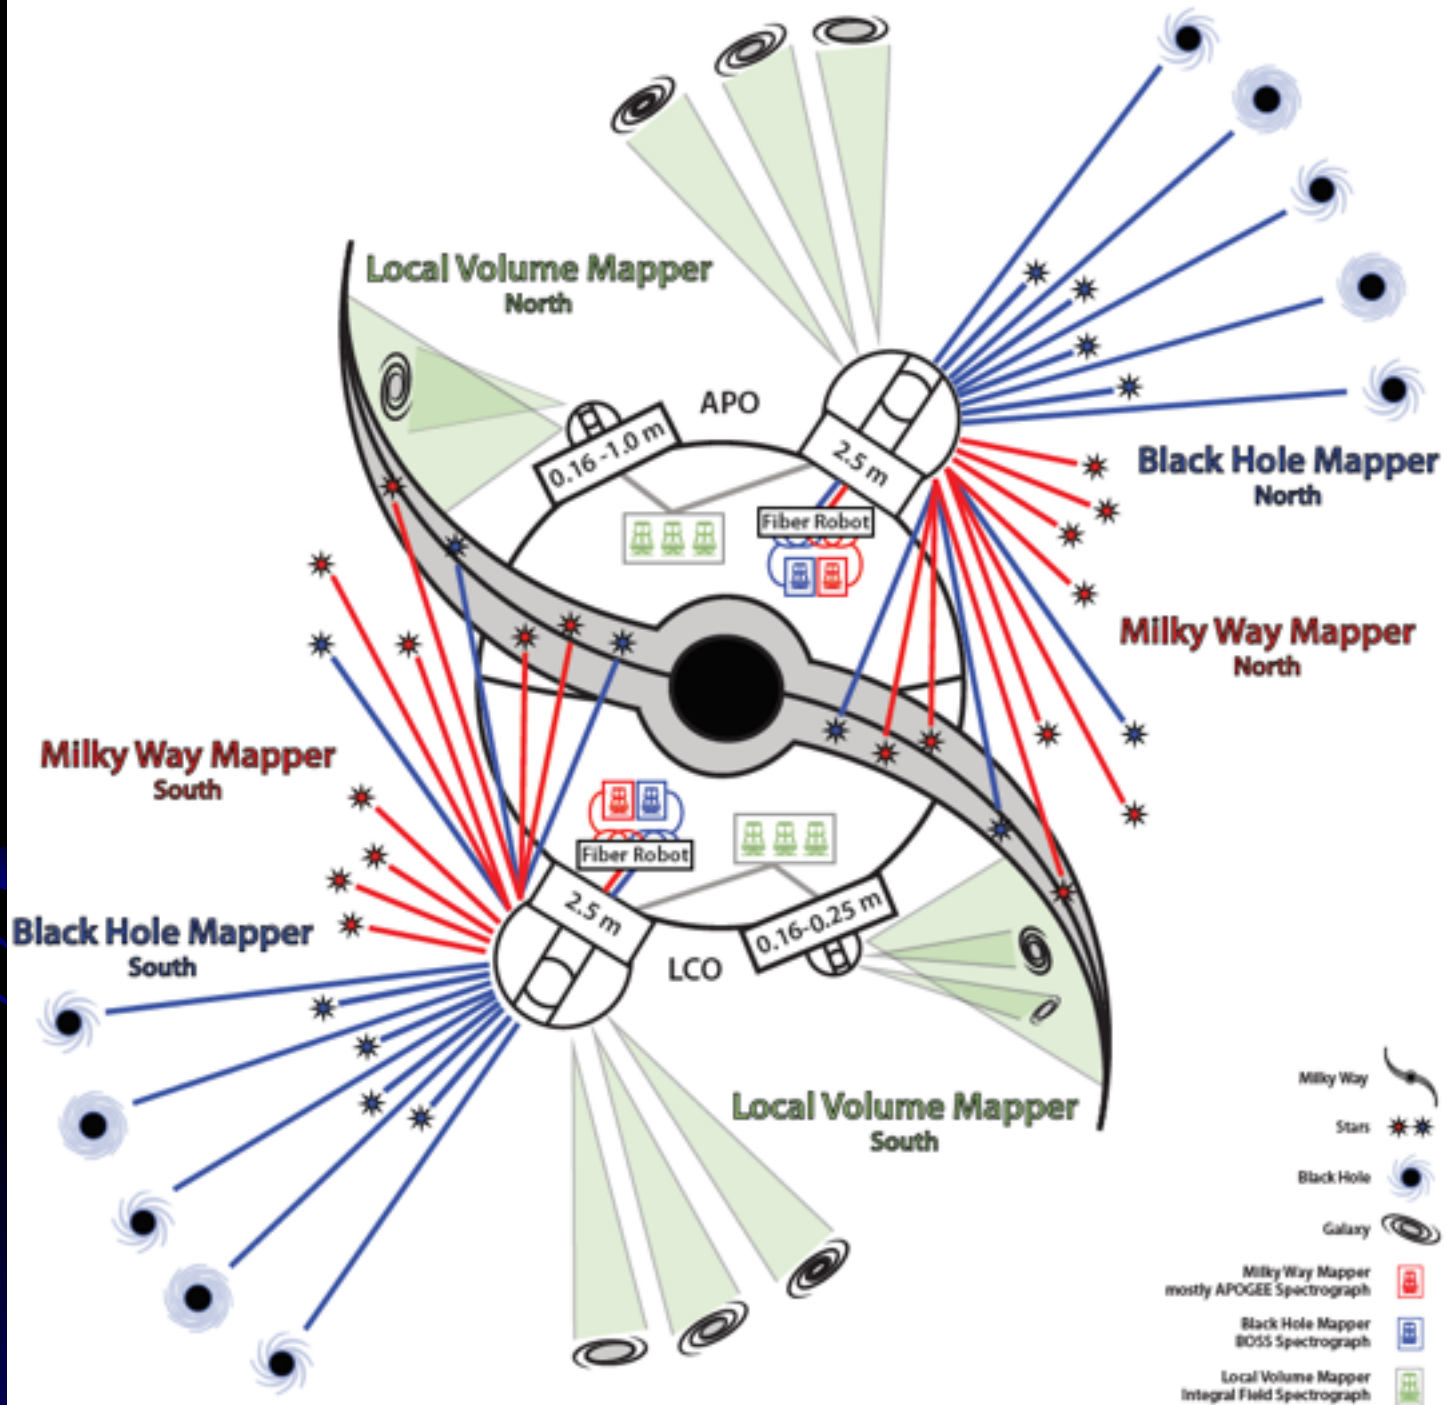 Local Volume Mapper
North
APO
0.16 -1.0 m
2.5 m
Fiber Robot
Black Hole Mapper
North
Milky Way Mapper
North
Milky Way Mapper
South
Black Hole Mapper
South
Fiber Robot
2.5 m
0.16-0.25 m
LCO
Local Volume Mapper
South
Milky Way
Stars
Black Hole
Galaxy
Milky Way Mapper
mostly APOGEE Spectrograph
Black Hole Mapper
BOSS Spectrograph
Local Volume Mapper
Integral Field Spectrograph